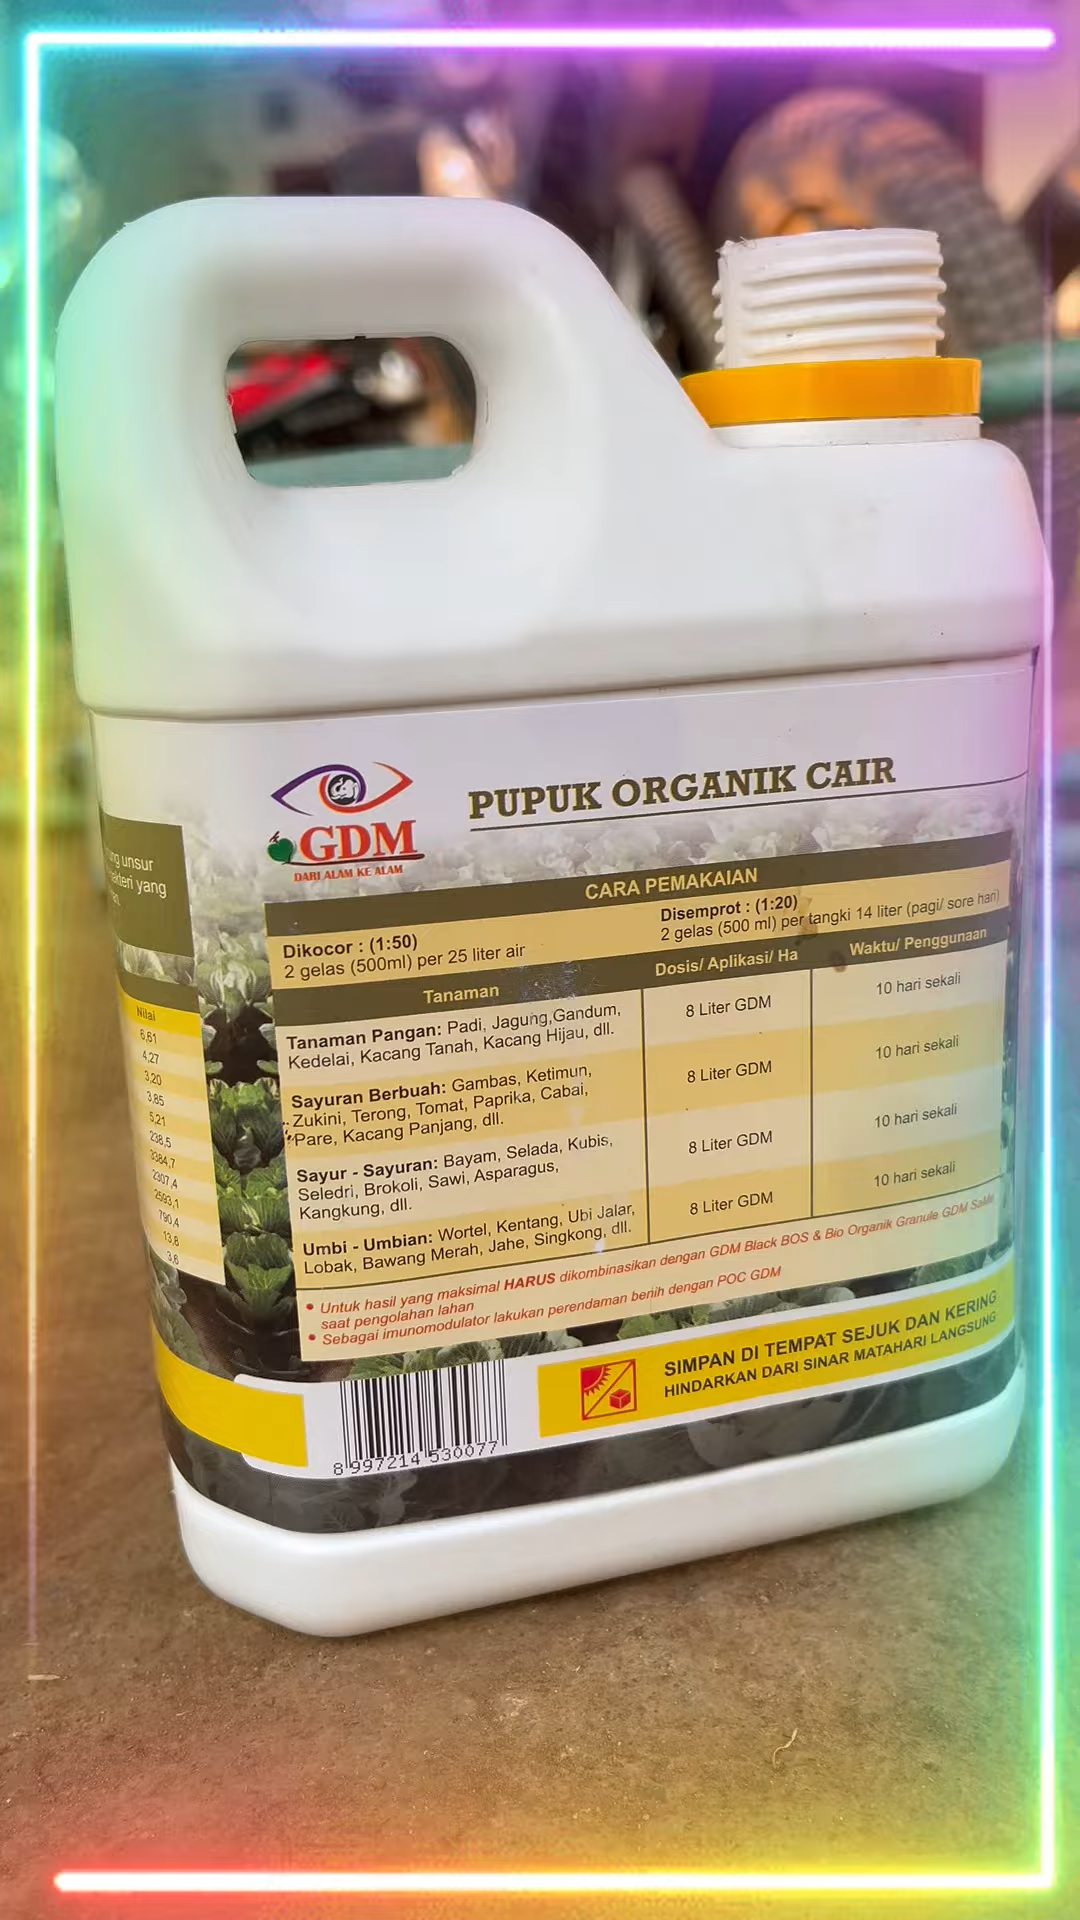 GDM
DARI ALAM KE ALAM
PUPUK ORGANIK CAIR
unsur
yang
Nilai
6,61
4,27
3,20
3,85
5,21
238,5
3384,7
2307,4
2593,1
790,4
13,8
3,6
CARA PEMAKAIAN
Dikocor : (1:50)
2 gelas (500ml) per 25 liter air
Disemprot : (1:20)
2 gelas (500 ml) per tangki 14 liter (pagi/ sore hari)
Tanaman Dosis/ Aplikasi/ Ha Waktu/ Penggunaan
Tanaman Pangan: Padi, Jagung,Gandum,
Kedelai, Kacang Tanah, Kacang Hijau, dll.
8 Liter GDM
10 hari sekali
Sayuran Berbuah: Gambas, Ketimun,
Zukini, Terong, Tomat, Paprika, Cabai,
Pare, Kacang Panjang, dll.
8 Liter GDM
10 hari sekali
Sayur - Sayuran: Bayam, Selada, Kubis,
Seledri, Brokoli, Sawi, Asparagus,
Kangkung, dll.
8 Liter GDM
10 hari sekali
Umbi - Umbian: Wortel, Kentang, Ubi Jalar,
Lobak, Bawang Merah, Jahe, Singkong, dll.
8 Liter GDM
10 hari sekali
• Untuk hasil yang maksimal HARUS dikombinasikan dengan GDM Black BOS & Bio Organik Granule GDM SaMe
saat pengolahan lahan
• Sebagai imunomodulator lakukan perendaman benih dengan POC GDM
SIMPAN DI TEMPAT SEJUK DAN KERING
HINDARKAN DARI SINAR MATAHARI LANGSUNG
8 997214 530077